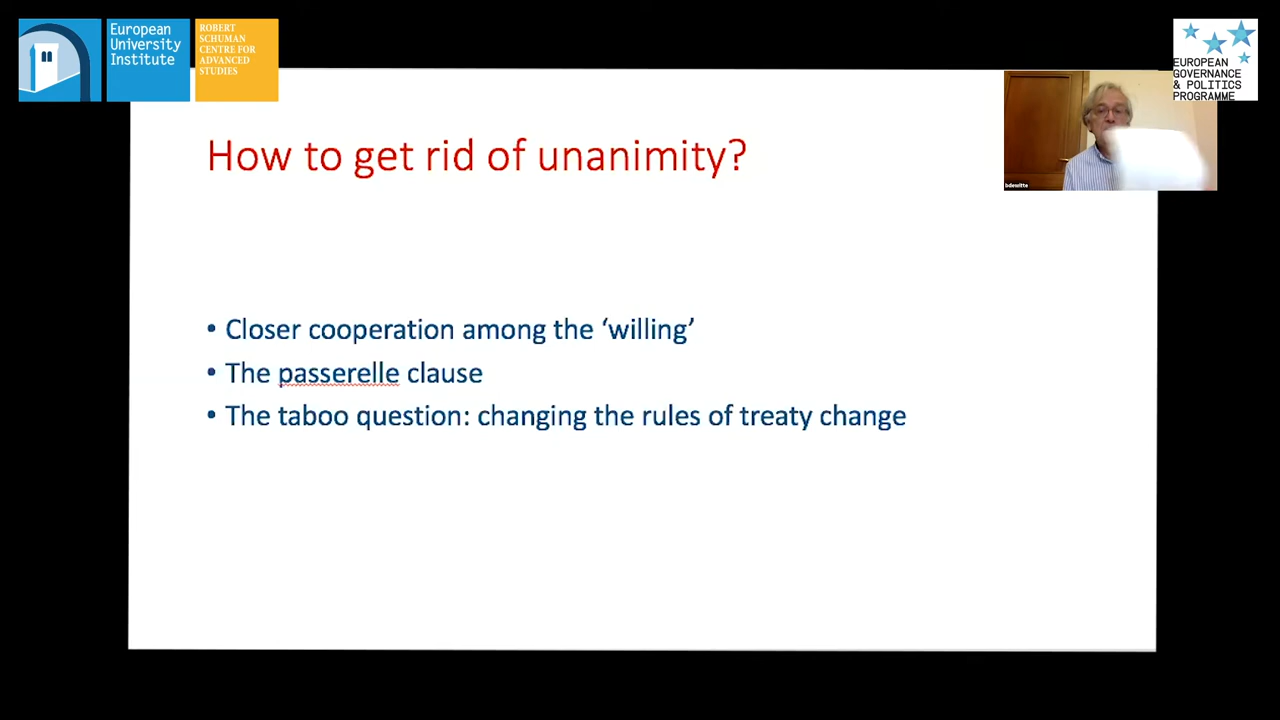 European
University
Institute
ROBERT
SCHUMAN
CENTRE FOR
ADVANCED
STUDIES
EUROPEAN
GOVERNANCE
& POLITICS
PROGRAMME
bdewitte
How to get rid of unanimity?
• Closer cooperation among the ‘willing’
• The passerelle clause
• The taboo question: changing the rules of treaty change